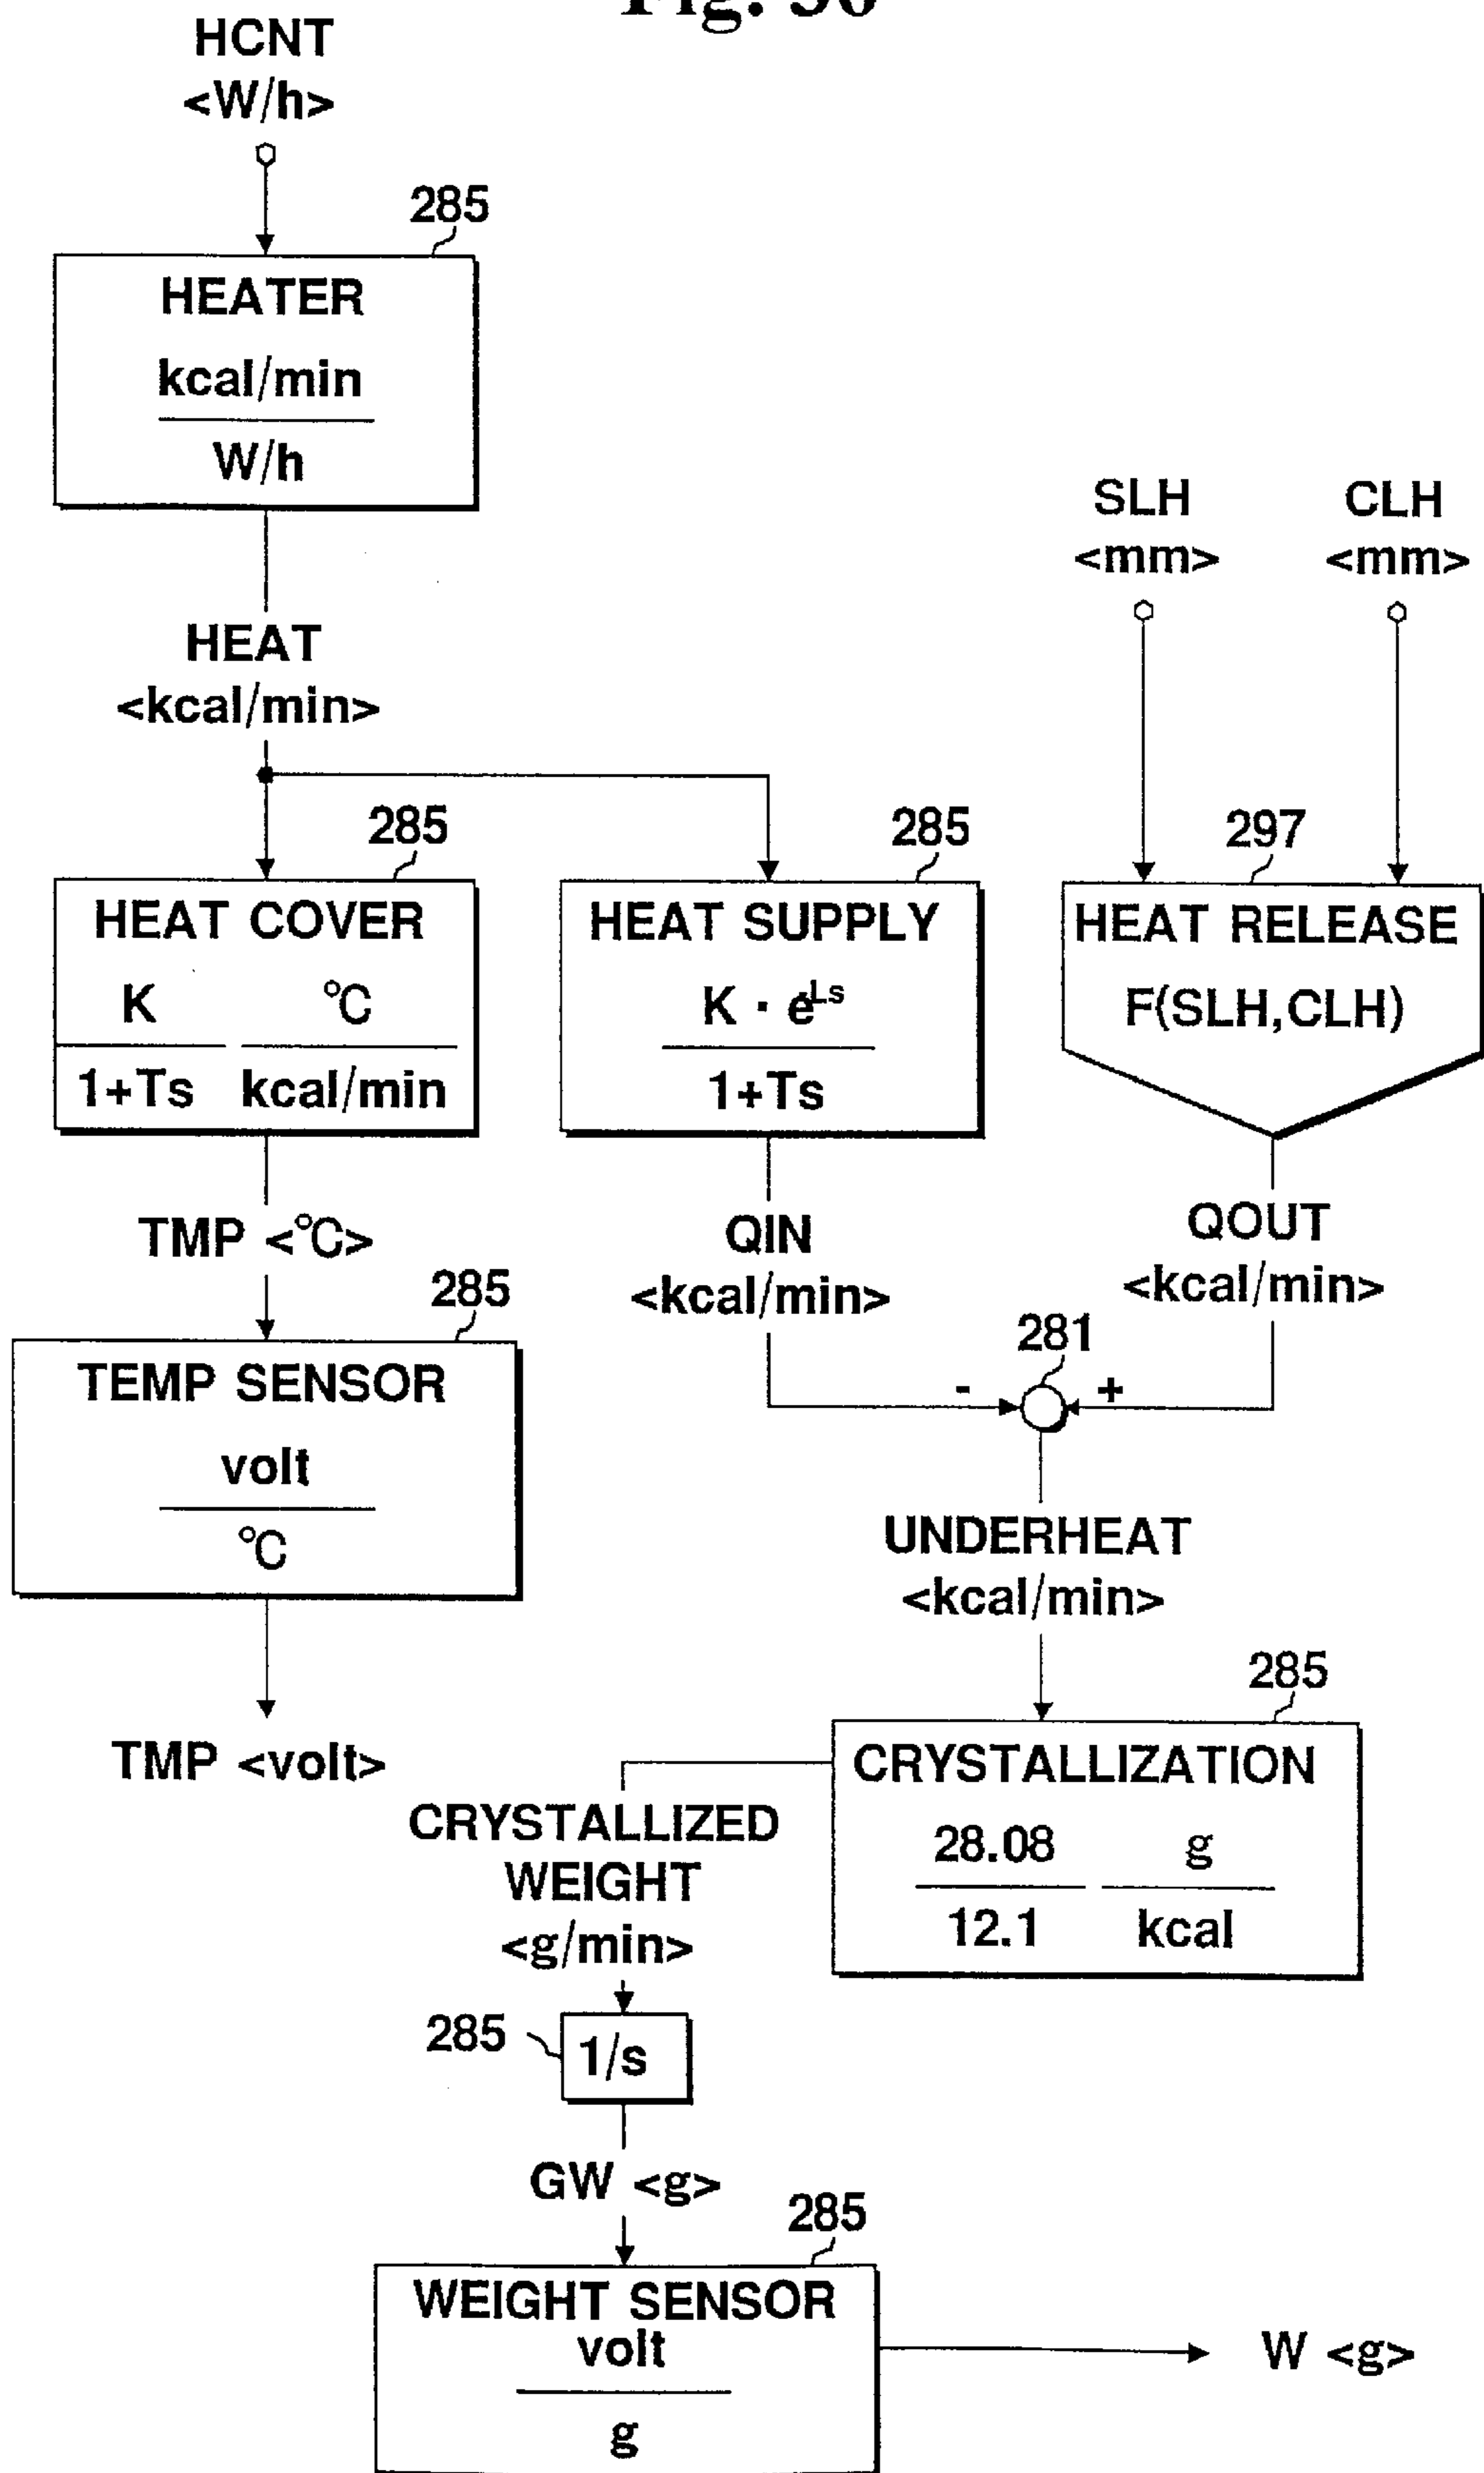 Fig. 36
HCNT
<W/h>
285
HEATER
kcal/min
W/h
HEAT
<kcal/min>
SLH
<mm>
CLH
<mm>
285
HEAT COVER
K °C
1+Ts kcal/min
285
HEAT SUPPLY
K · e^Ls
1+Ts
297
HEAT RELEASE
F(SLH,CLH)
TMP <°C>
QIN
<kcal/min>
QOUT
<kcal/min>
281
- +
285
TEMP SENSOR
volt
°C
TMP <volt>
UNDERHEAT
<kcal/min>
285
CRYSTALLIZATION
28.08 g
12.1 kcal
CRYSTALLIZED
WEIGHT
<g/min>
285
1/s
GW <g>
285
WEIGHT SENSOR
volt
g
W <g>